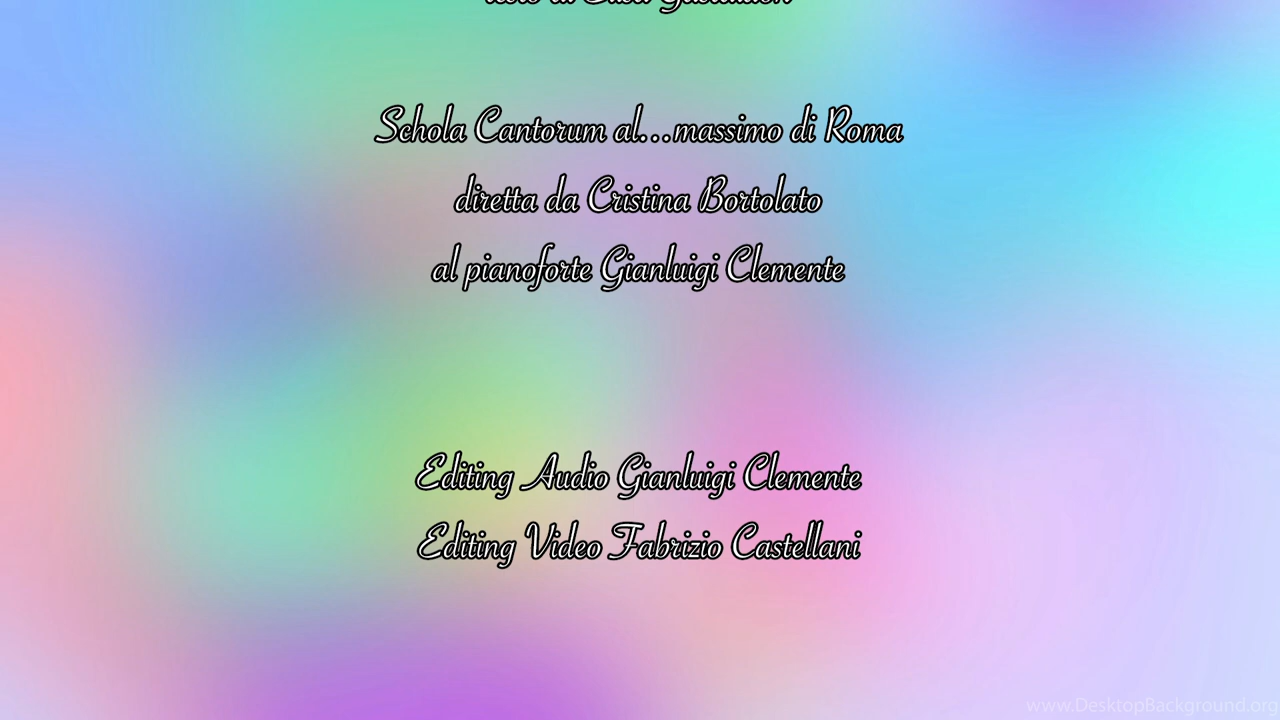 Schola Cantorum al...massimo di Roma
diretta da Cristina Bortolato
al pianoforte Gianluigi Clemente
Editing Audio Gianluigi Clemente
Editing Video Fabrizio Castellani
www.DesktopBackground.org